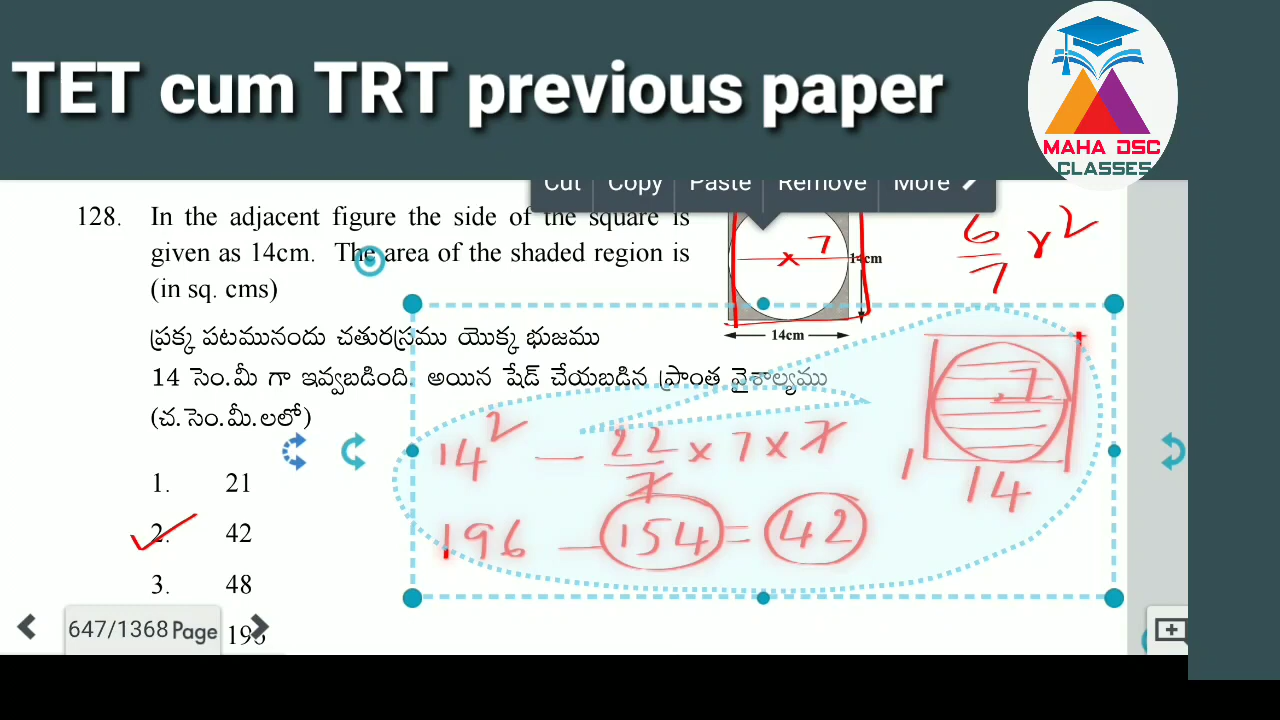 TET cum TRT previous paper
MAHA DSC
CLASSES
Cut Copy Paste Remove More
128. In the adjacent figure the side of the square is
given as 14cm. The area of the shaded region is
(in sq. cms)
ప్రక్క పటమునందు చతురస్రము యొక్క భుజము
14 సెం.మీ గా ఇవ్వబడింది. అయిన షేడ్ చేయబడిన ప్రాంత వైశాల్యము
(చ.సెం.మీ.లలో)
x 7
14cm
14cm
6/7 r²
14² – 22/7 x 7 x 7
196 – 154 = 42
7
14
1. 21
2. 42
3. 48
196
647/1368 Page